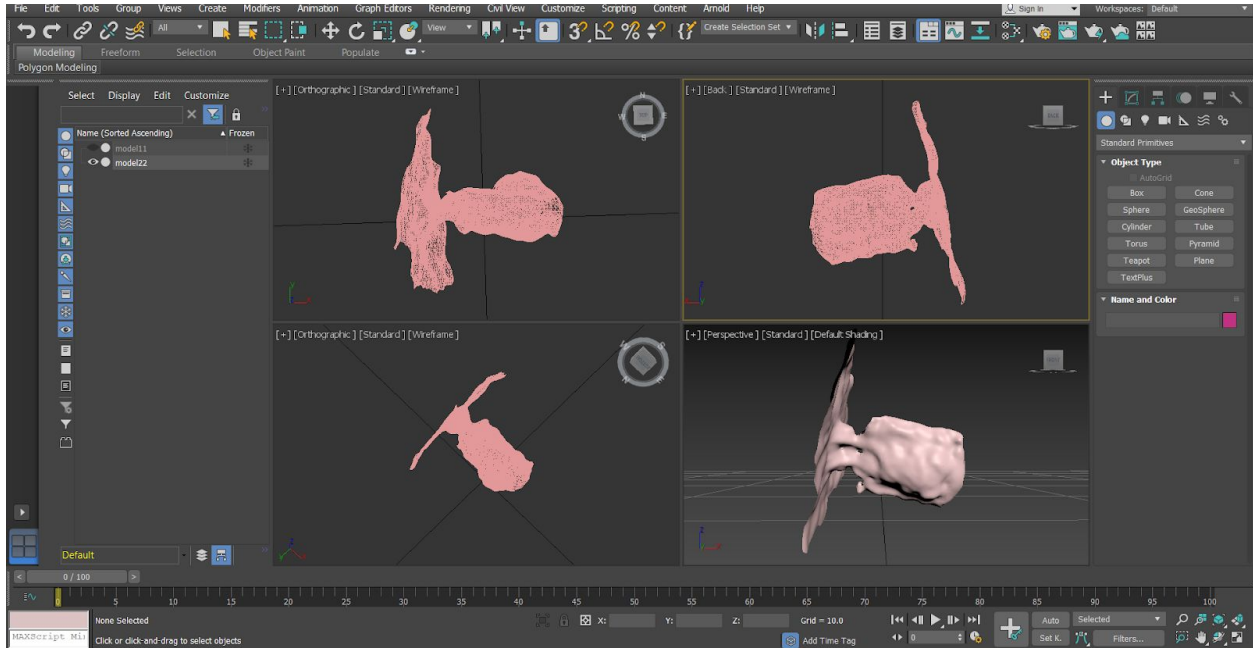 File Edit Tools Group Views Create Modifiers Animation Graph Editors Rendering Civil View Customize Scripting Content Arnold Help Sign In Workspaces: Default
All View Create Selection Set
Modeling Freeform Selection Object Paint Populate
Polygon Modeling
Select Display Edit Customize
Name (Sorted Ascending) Frozen
model11
model22
Default
[+] [Orthographic] [Standard] [Wireframe]
[+] [Back] [Standard] [Wireframe]
[+] [Orthographic] [Standard] [Wireframe]
[+] [Perspective] [Standard] [Default Shading]
Standard Primitives
Object Type
AutoGrid
Box Cone
Sphere GeoSphere
Cylinder Tube
Torus Pyramid
Teapot Plane
TextPlus
Name and Color
0 / 100
0 5 10 15 20 25 30 35 40 45 50 55 60 65 70 75 80 85 90 95 100
None Selected X: Y: Z: Grid = 10.0 Auto Selected
MAXScript Mi Click or click-and-drag to select objects Add Time Tag 0 Set K. Filters...